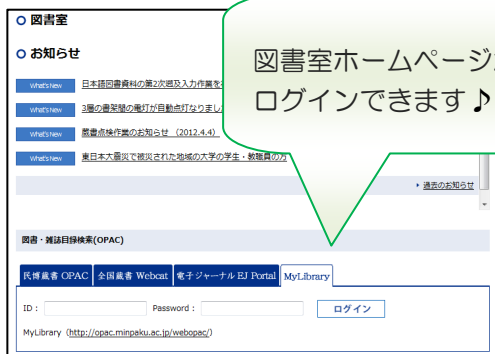 図書室
お知らせ
図書室ホームページ
ログインできます♪
What'sNew 日本語図書資料の第2次遡及入力作業を
What'sNew 3層の書架間の電灯が自動点灯なりまし
What'sNew 蔵書点検作業のお知らせ (2012.4.4)
What'sNew 東日本大震災で被災された地域の大学の学生・教職員の方
過去のお知らせ
図書・雑誌目録検索(OPAC)
民博蔵書 OPAC 全国蔵書 Webcat 電子ジャーナル EJ Portal MyLibrary
ID : Password : ログイン
MyLibrary (http://opac.minpaku.ac.jp/webopac/)